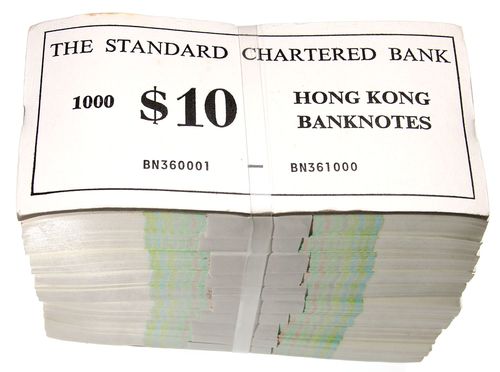 THE STANDARD CHARTERED BANK
1000 $10 HONG KONG
BANKNOTES
BN360001 — BN361000